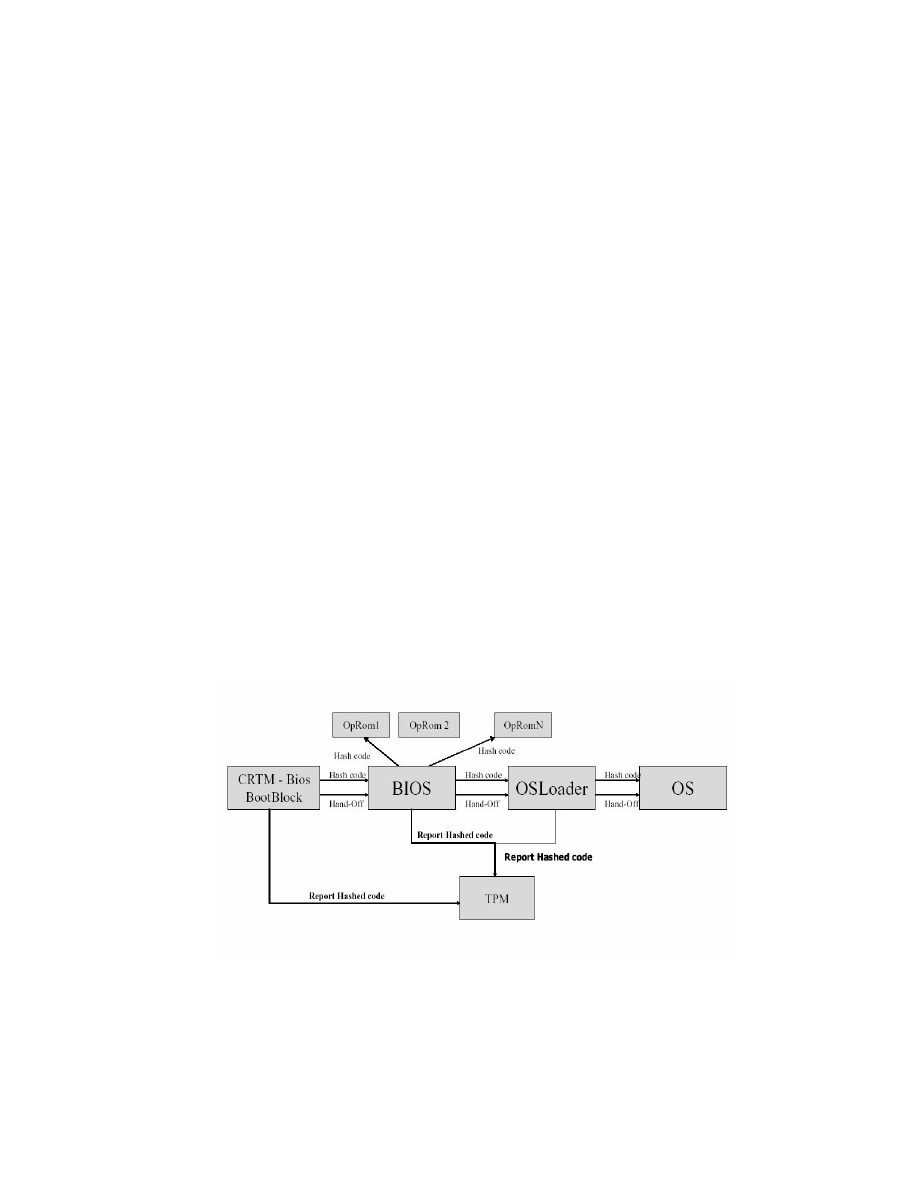 OpRom1
OpRom 2
OpRomN
Hash code
Hash code
CRTM - Bios
BootBlock
Hash code
Hand-Off
BIOS
Hash code
Hand-Off
OSLoader
Hash code
Hand-Off
OS
Report Hashed code
Report Hashed code
Report Hashed code
TPM